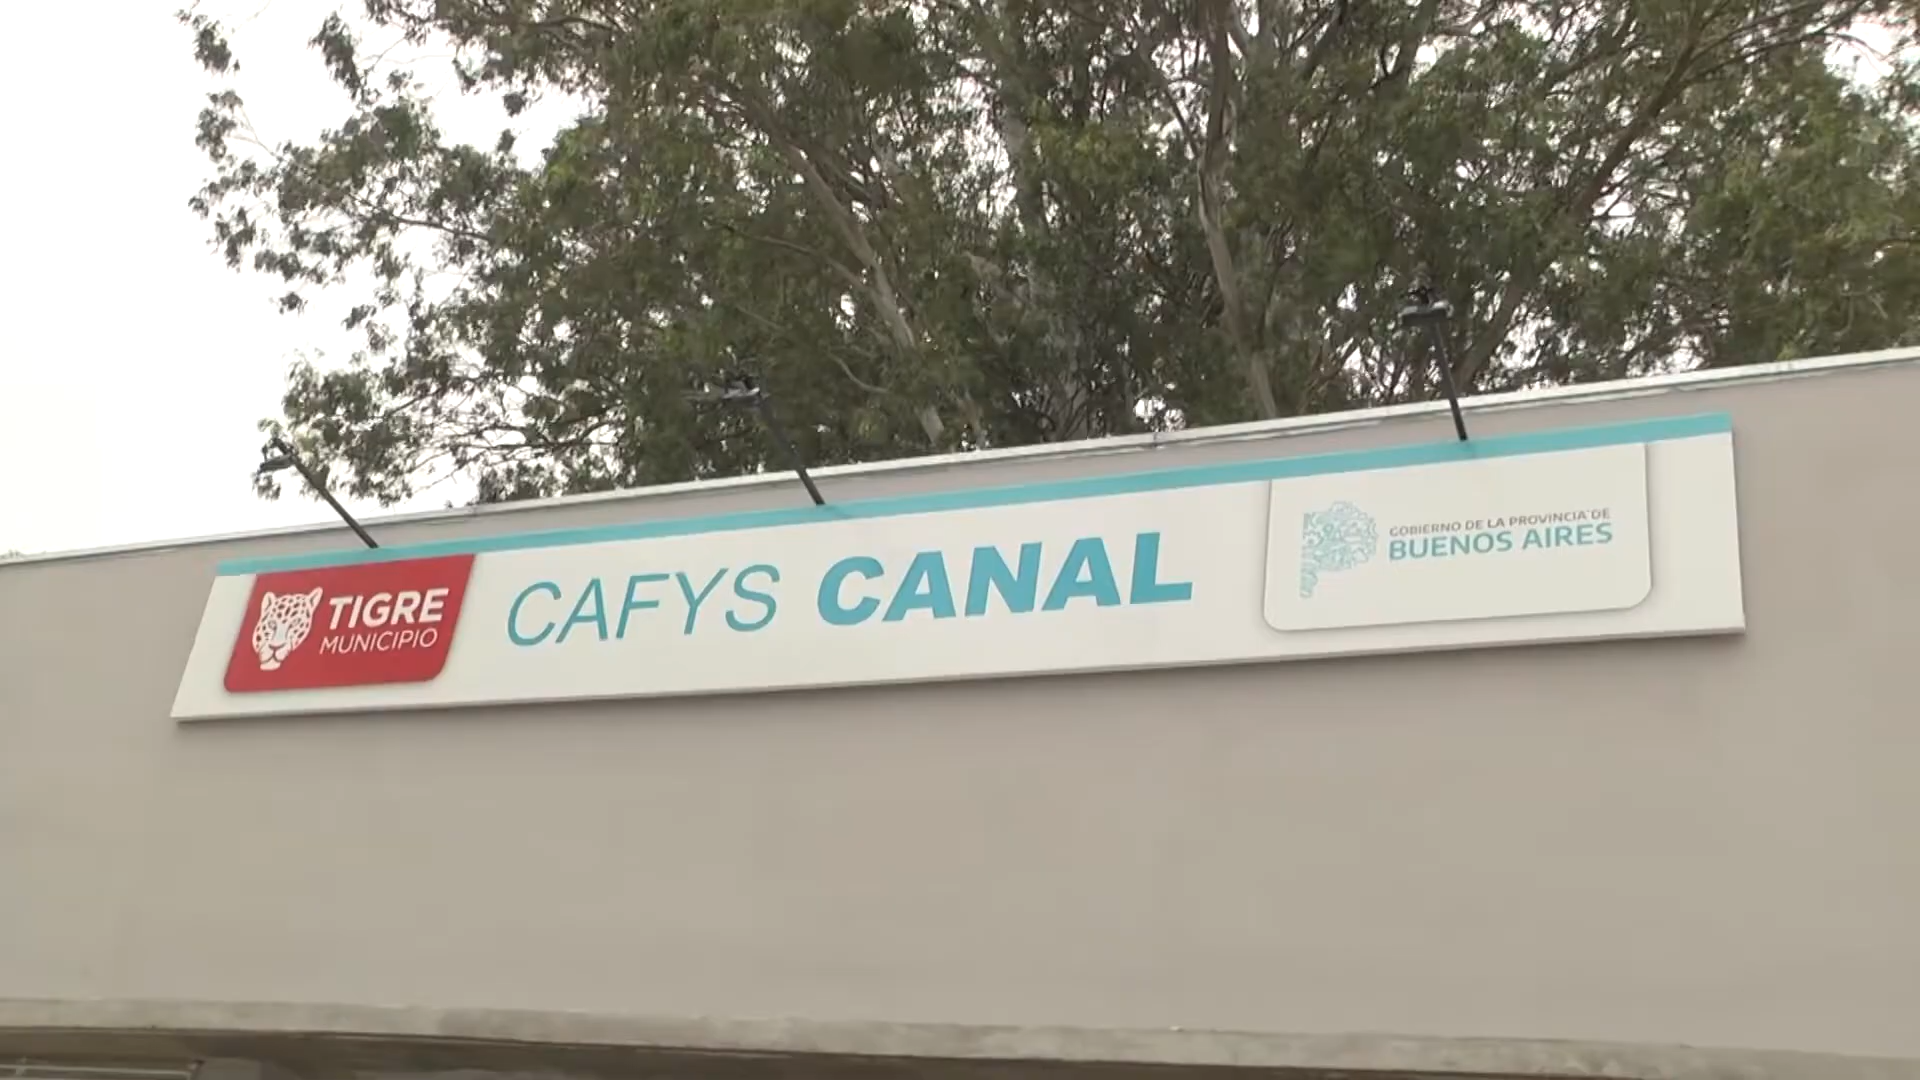 TIGRE
MUNICIPIO
CAFYS CANAL
GOBIERNO DE LA PROVINCIA DE
BUENOS AIRES